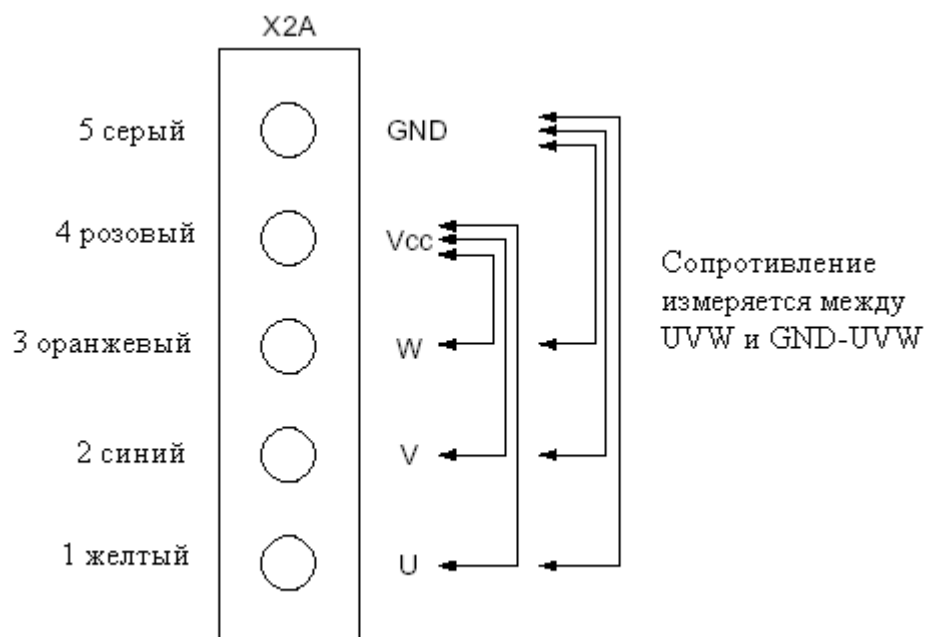 X2A
5 серый
GND
4 розовый
Vcc
3 оранжевый
W
2 синий
V
1 желтый
U
Сопротивление
измеряется между
UVW и GND-UVW